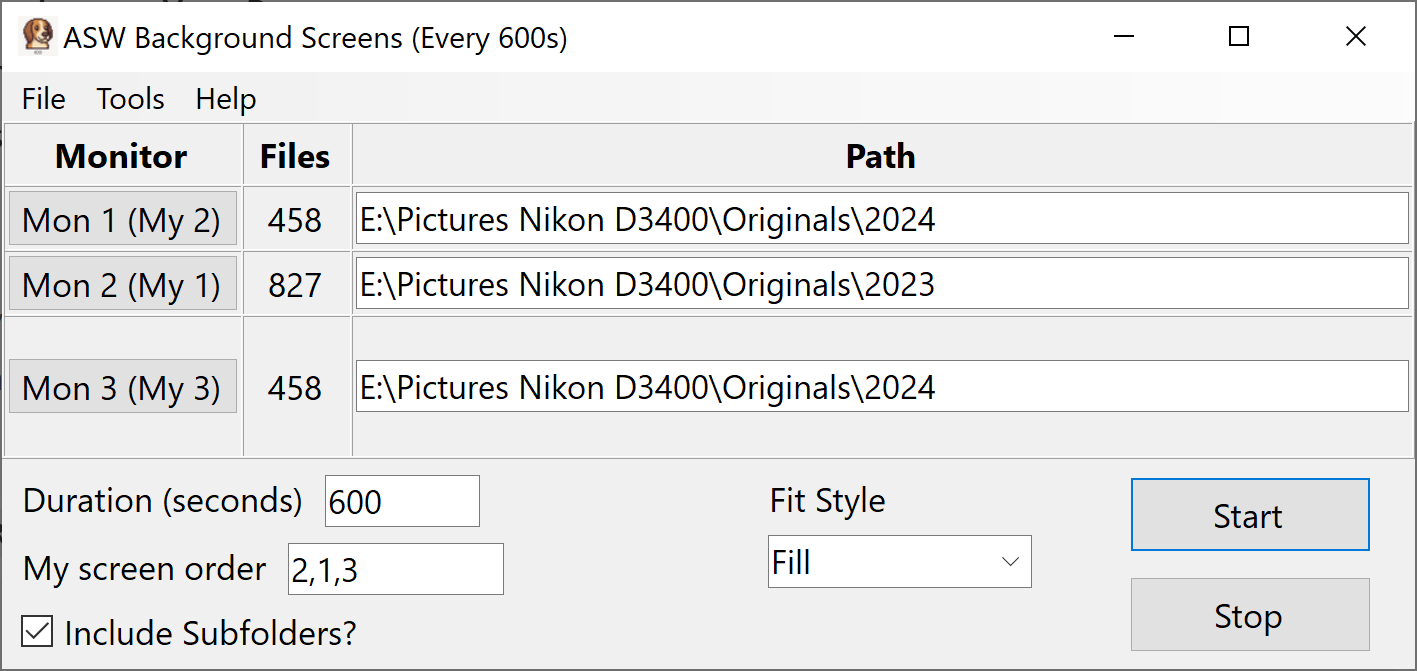 ASW Background Screens (Every 600s)
File Tools Help
Monitor Files Path
Mon 1 (My 2) 458 E:\Pictures Nikon D3400\Originals\2024
Mon 2 (My 1) 827 E:\Pictures Nikon D3400\Originals\2023
Mon 3 (My 3) 458 E:\Pictures Nikon D3400\Originals\2024
Duration (seconds) 600 Fit Style Start
My screen order 2,1,3 Fill
Include Subfolders? Stop